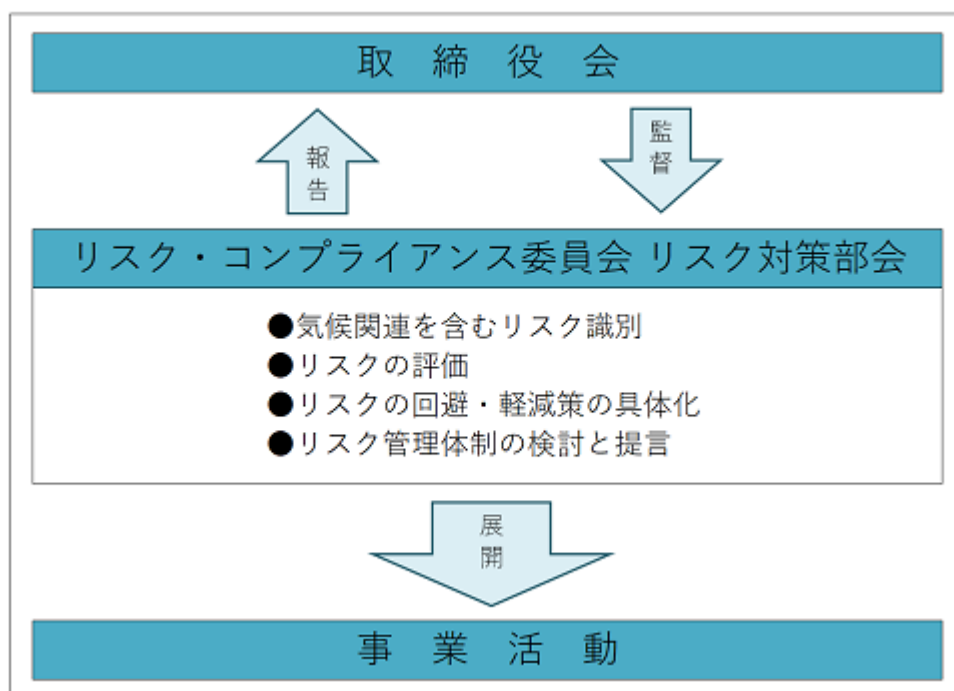 取締役会
報告
監督
リスク・コンプライアンス委員会 リスク対策部会
●気候関連を含むリスク識別
●リスクの評価
●リスクの回避・軽減策の具体化
●リスク管理体制の検討と提言
展開
事業活動